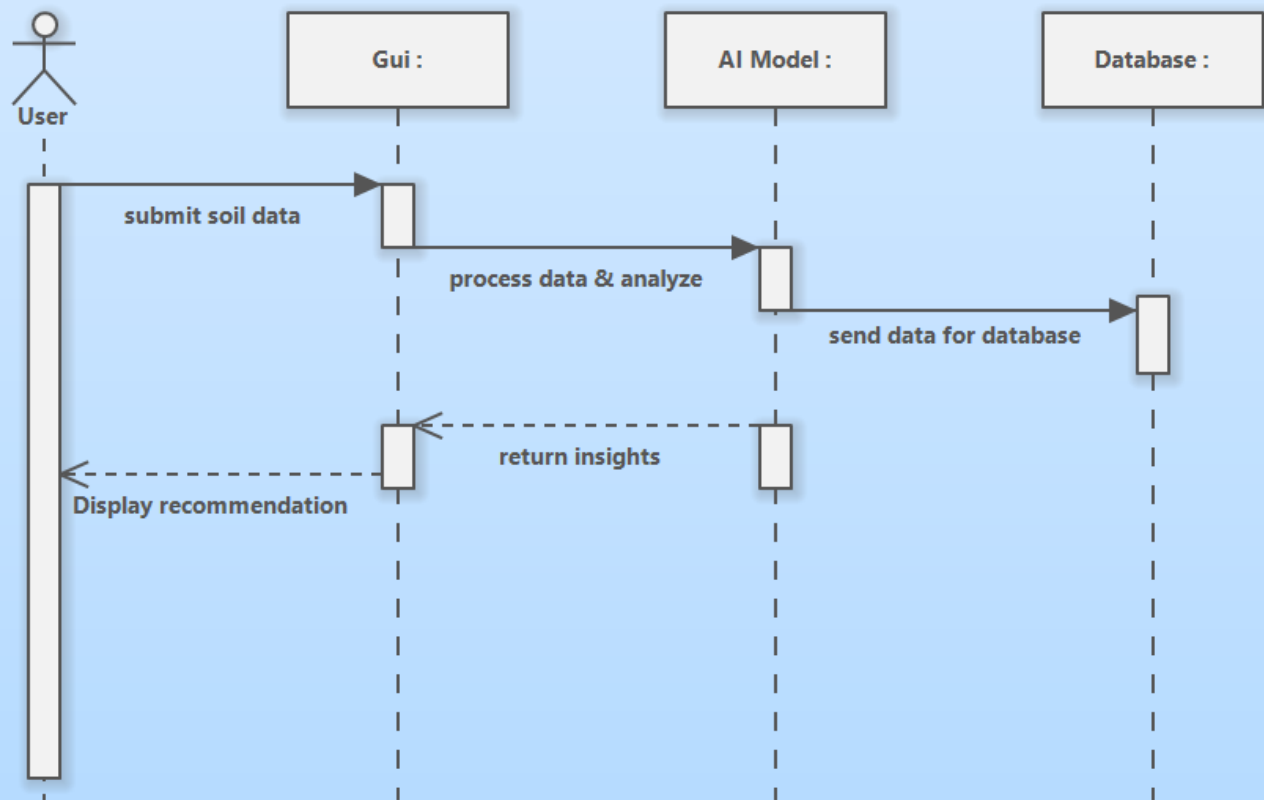 User
Gui :
AI Model :
Database :
submit soil data
process data & analyze
send data for database
return insights
Display recommendation